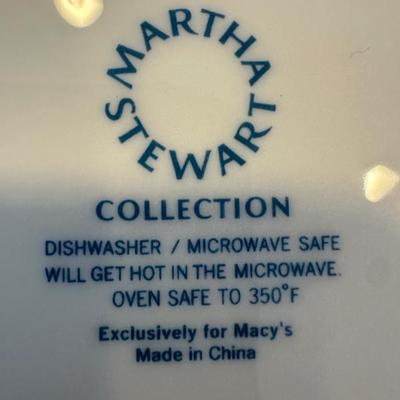 MARTHA
STEWART
COLLECTION
DISHWASHER / MICROWAVE SAFE
WILL GET HOT IN THE MICROWAVE.
OVEN SAFE TO 350°F
Exclusively for Macy's
Made in China